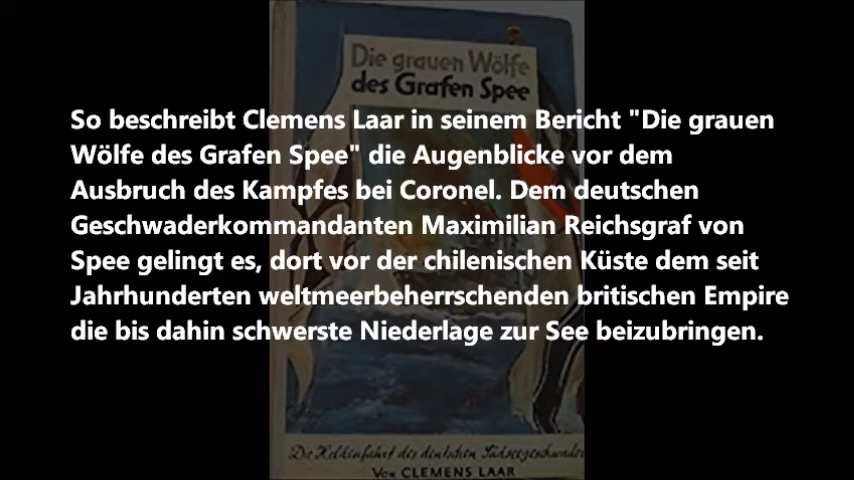 Die grauen Wölfe
des Grafen Spee
So beschreibt Clemens Laar in seinem Bericht "Die grauen
Wölfe des Grafen Spee" die Augenblicke vor dem
Ausbruch des Kampfes bei Coronel. Dem deutschen
Geschwaderkommandanten Maximilian Reichsgraf von
Spee gelingt es, dort vor der chilenischen Küste dem seit
Jahrhunderten weltmeerbeherrschenden britischen Empire
die bis dahin schwerste Niederlage zur See beizubringen.
Die Heldenfahrt des deutschen Südseegeschwaders
Von CLEMENS LAAR